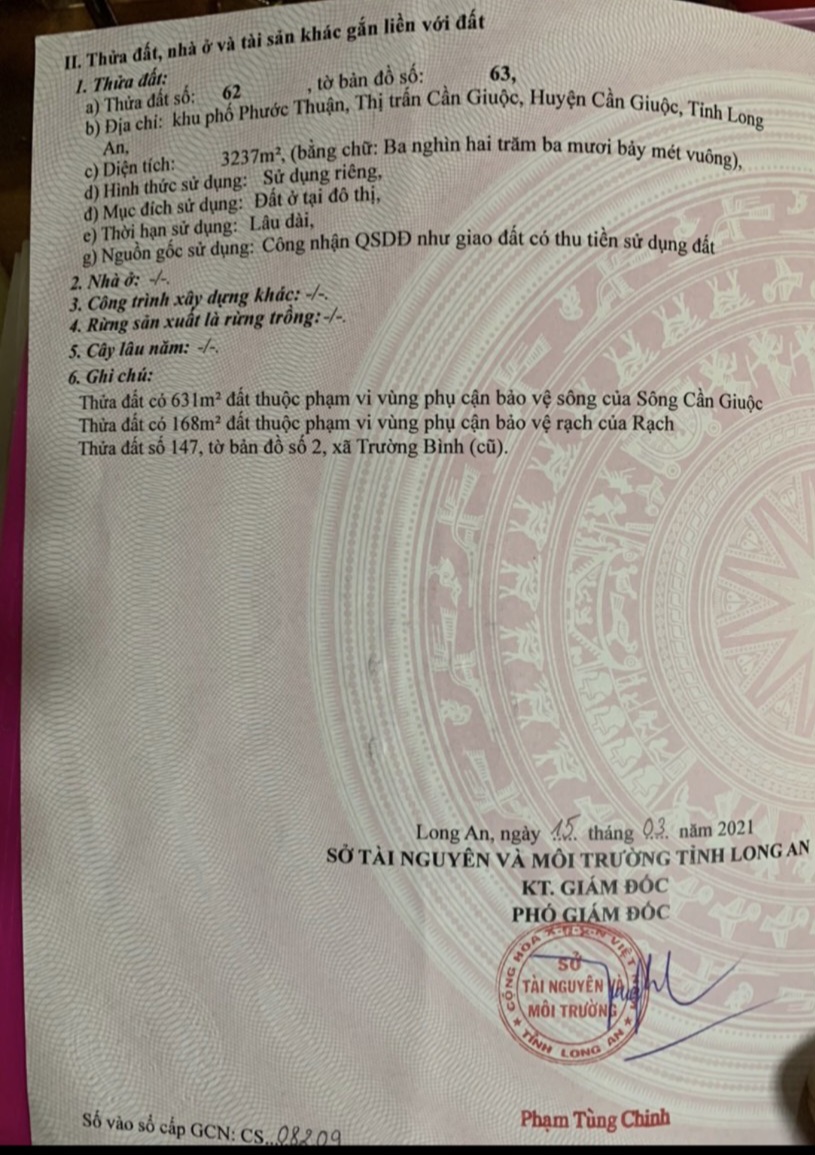 II. Thửa đất, nhà ở và tài sản khác gắn liền với đất
1. Thửa đất:
a) Thửa đất số: 62 , tờ bản đồ số: 63,
b) Địa chỉ: khu phố Phước Thuận, Thị trấn Cần Giuộc, Huyện Cần Giuộc, Tỉnh Long
An,
c) Diện tích: 3237m², (bằng chữ: Ba nghìn hai trăm ba mươi bảy mét vuông),
d) Hình thức sử dụng: Sử dụng riêng,
đ) Mục đích sử dụng: Đất ở tại đô thị,
e) Thời hạn sử dụng: Lâu dài,
g) Nguồn gốc sử dụng: Công nhận QSDĐ như giao đất có thu tiền sử dụng đất
2. Nhà ở: -/-.
3. Công trình xây dựng khác: -/-.
4. Rừng sản xuất là rừng trồng: -/-.
5. Cây lâu năm: -/-.
6. Ghi chú:
Thửa đất có 631m² đất thuộc phạm vi vùng phụ cận bảo vệ sông của Sông Cần Giuộc
Thửa đất có 168m² đất thuộc phạm vi vùng phụ cận bảo vệ rạch của Rạch
Thửa đất số 147, tờ bản đồ số 2, xã Trường Bình (cũ).
Long An, ngày 15 tháng 03 năm 2021
SỞ TÀI NGUYÊN VÀ MÔI TRƯỜNG TỈNH LONG AN
KT. GIÁM ĐỐC
PHÓ GIÁM ĐỐC
CỘNG HÒA X.H.C.N VIỆT
SỞ
TÀI NGUYÊN VÀ
MÔI TRƯỜNG
TỈNH LONG AN
Phạm Tùng Chinh
Số vào sổ cấp GCN: CS 08209